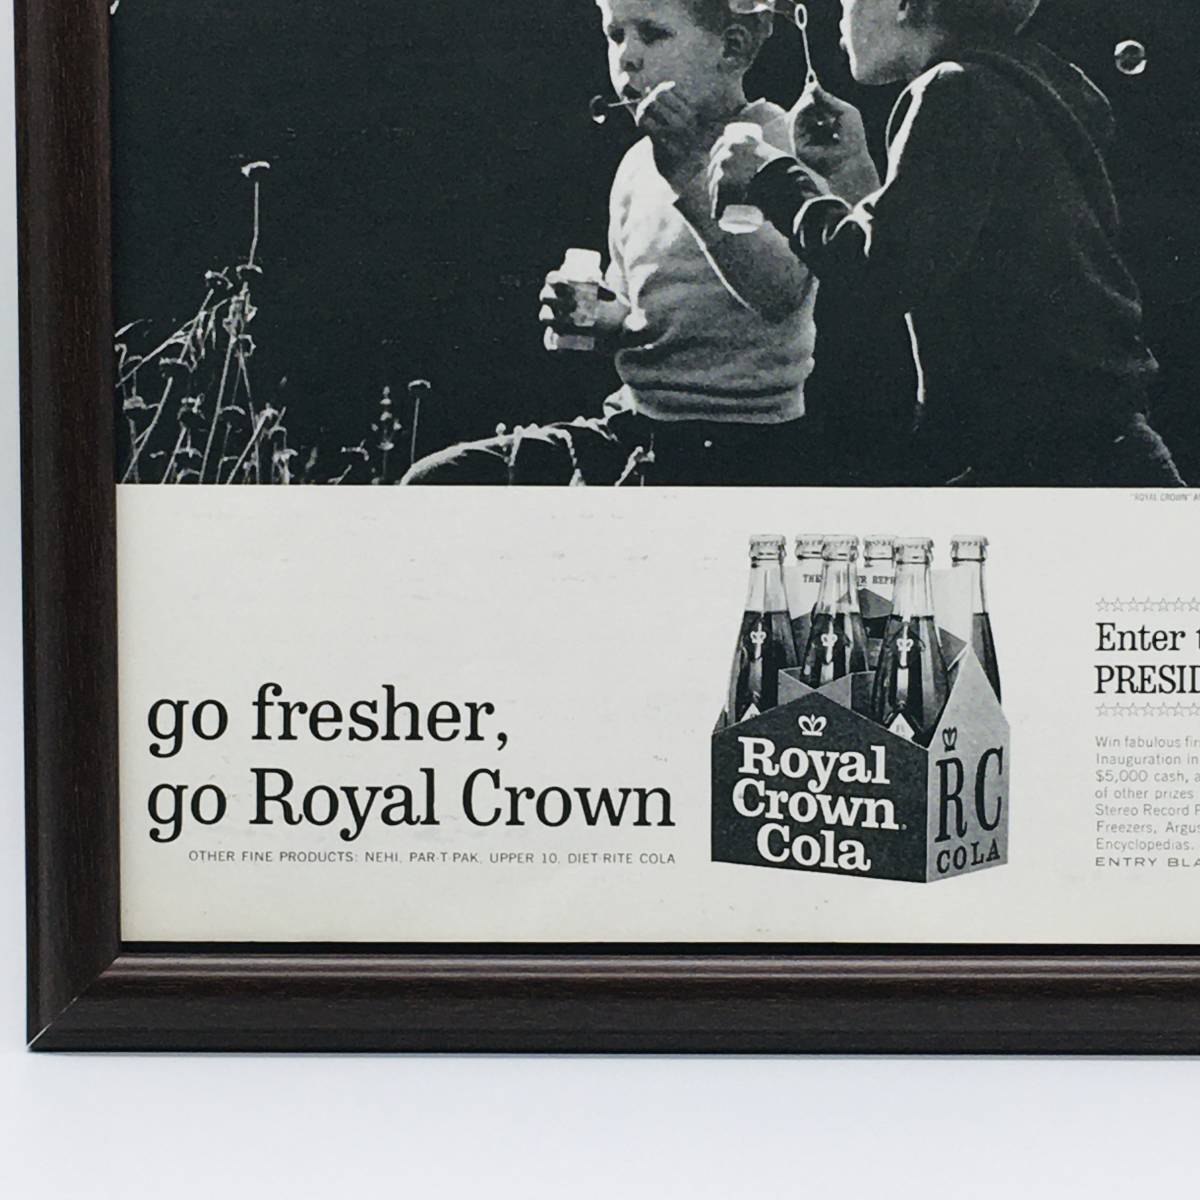 "ROYAL CROWN"
THE
go fresher,
go Royal Crown
OTHER FINE PRODUCTS: NEHI, PAR-T-PAK, UPPER 10, DIET-RITE COLA
Royal
Crown
Cola
RC
COLA
Enter
PRESID
Win fabulous fir
Inauguration in
$5,000 cash, a
of other prizes
Stereo Record P
Freezers, Argus
Encyclopedias.
ENTRY BLA